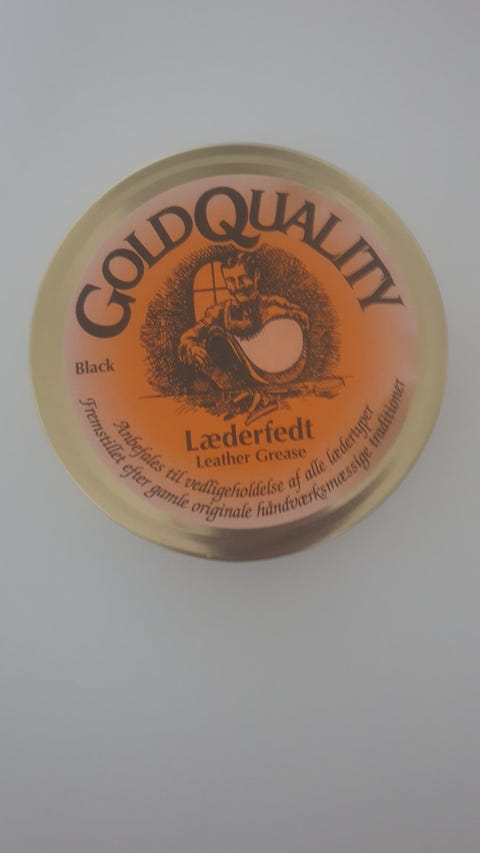 GOLDQUALITY
Black
Læderfedt
Leather Grease
Anbefales til vedligeholdelse af alle lædertyper
Fremstillet efter gamle originale håndværksmæssige traditioner